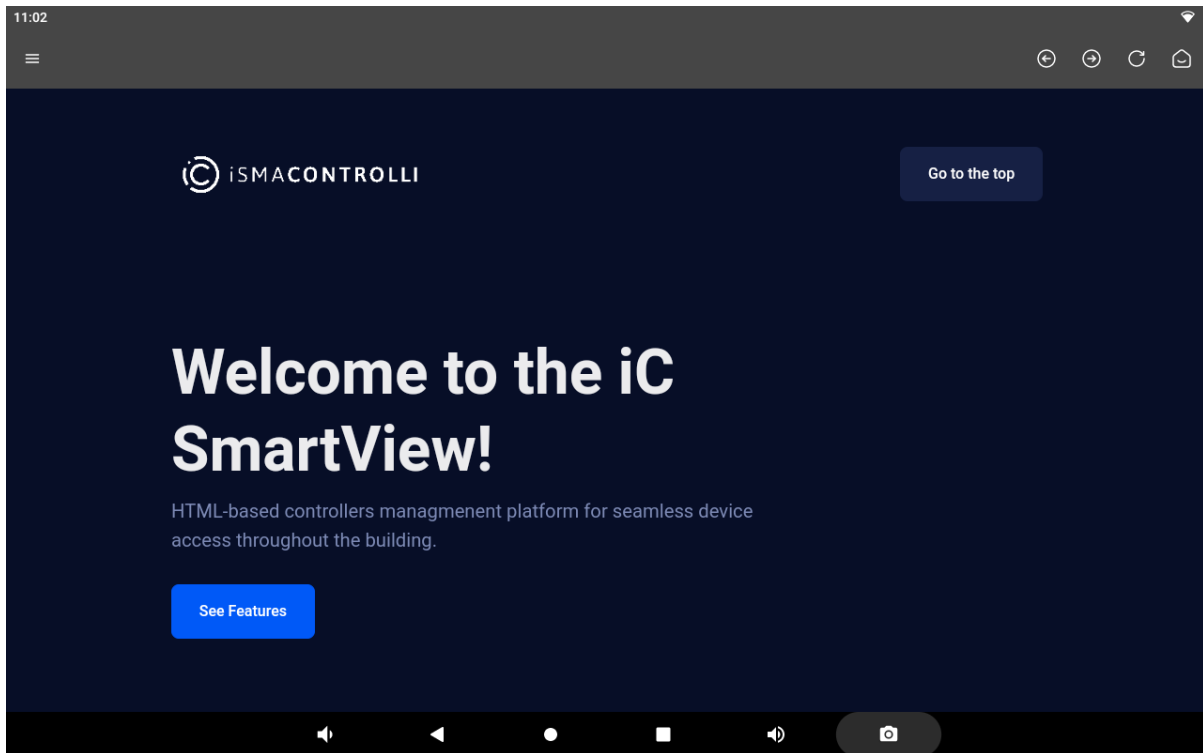 11:02
iSMACONTROLLI
Go to the top
Welcome to the iC
SmartView!
HTML-based controllers managmenent platform for seamless device
access throughout the building.
See Features